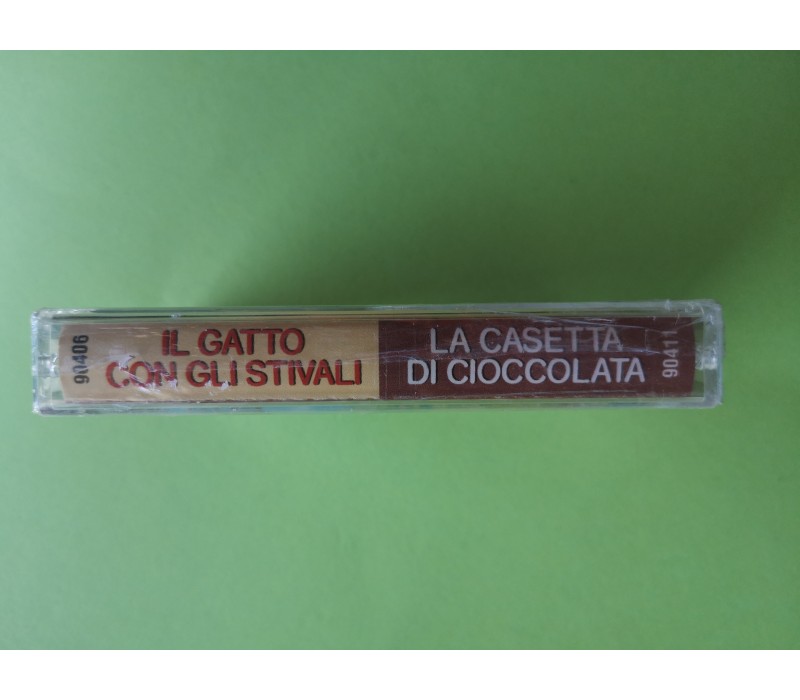 90406
IL GATTO
CON GLI STIVALI
LA CASETTA
DI CIOCCOLATA
90411